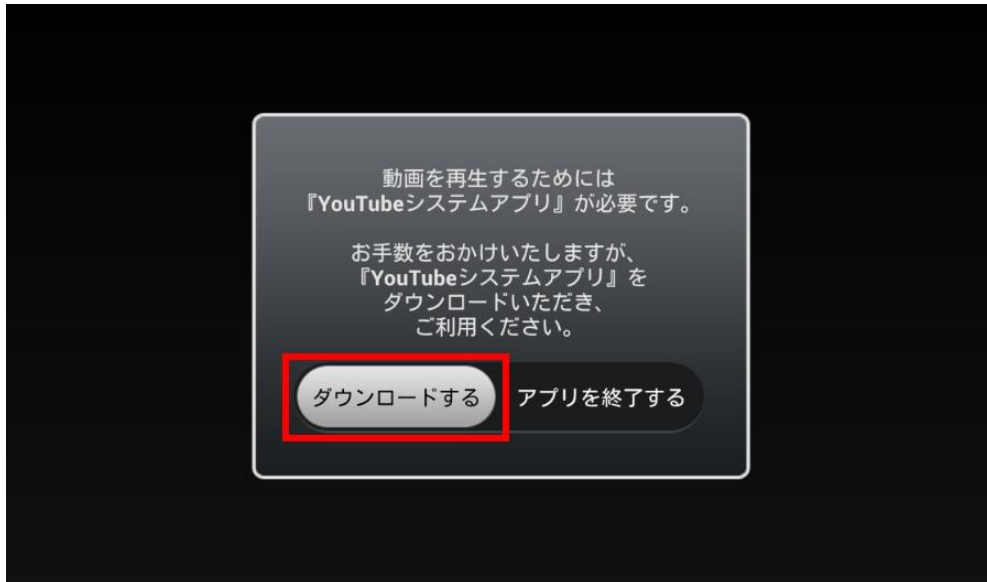 動画を再生するためには
『YouTubeシステムアプリ』が必要です。
お手数をおかけいたしますが、
『YouTubeシステムアプリ』を
ダウンロードいただき、
ご利用ください。
ダウンロードする
アプリを終了する